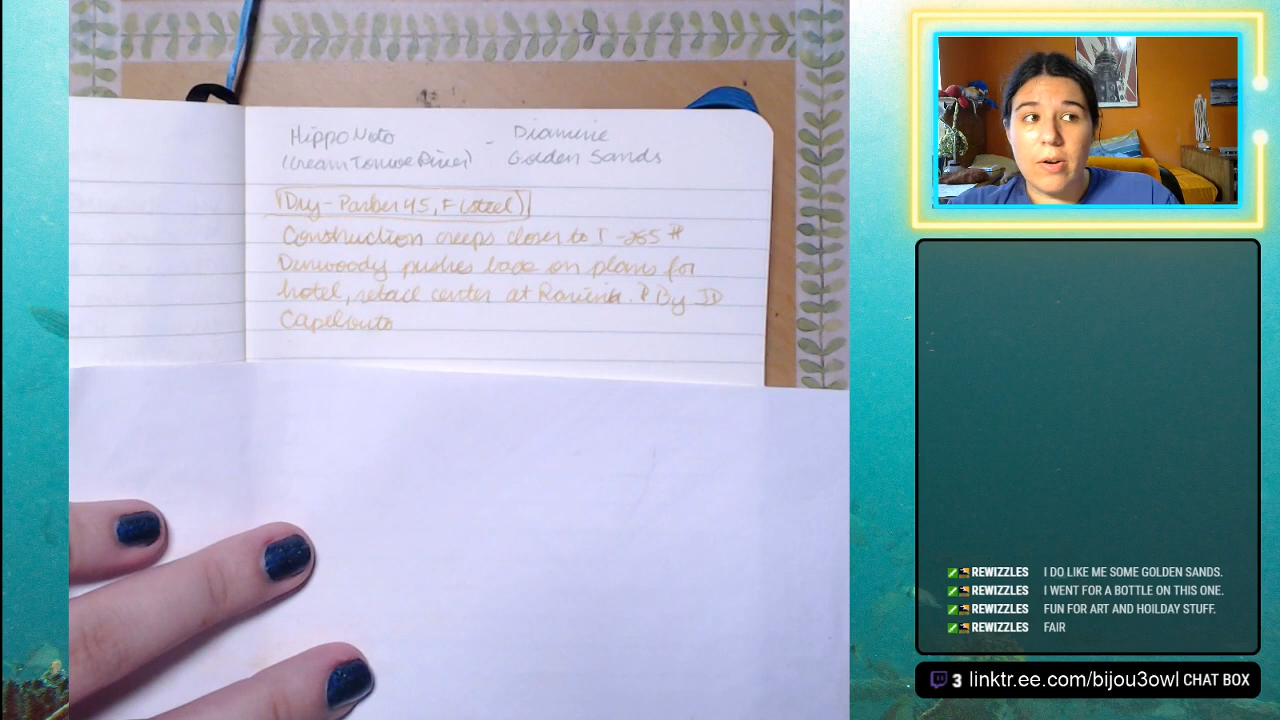 Hippo Noto - Diamine
(Cream Tomoe River) Golden Sands
Dry - Parker 45, F (steel)
Construction creeps closer to I-285 #
Dunwoody pushes back on plans for
hotel, retail center at Ravinia. ? By JD
Capelouto
REWIZZLES I DO LIKE ME SOME GOLDEN SANDS.
REWIZZLES I WENT FOR A BOTTLE ON THIS ONE.
REWIZZLES FUN FOR ART AND HOILDAY STUFF.
REWIZZLES FAIR
3 linktr.ee.com/bijou3owl CHAT BOX